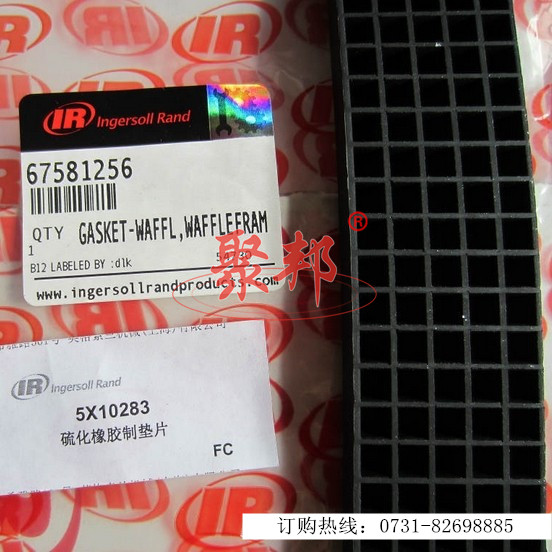 IR Ingersoll Rand
67581256
QTY GASKET-WAFFL,WAFFLEFRAM
1
B12 LABELED BY :dlk
www.ingersollrandproducts.com
聚邦®
IR Ingersoll Rand
5X10283
硫化橡胶制垫片
FC
订购热线：0731-82698885